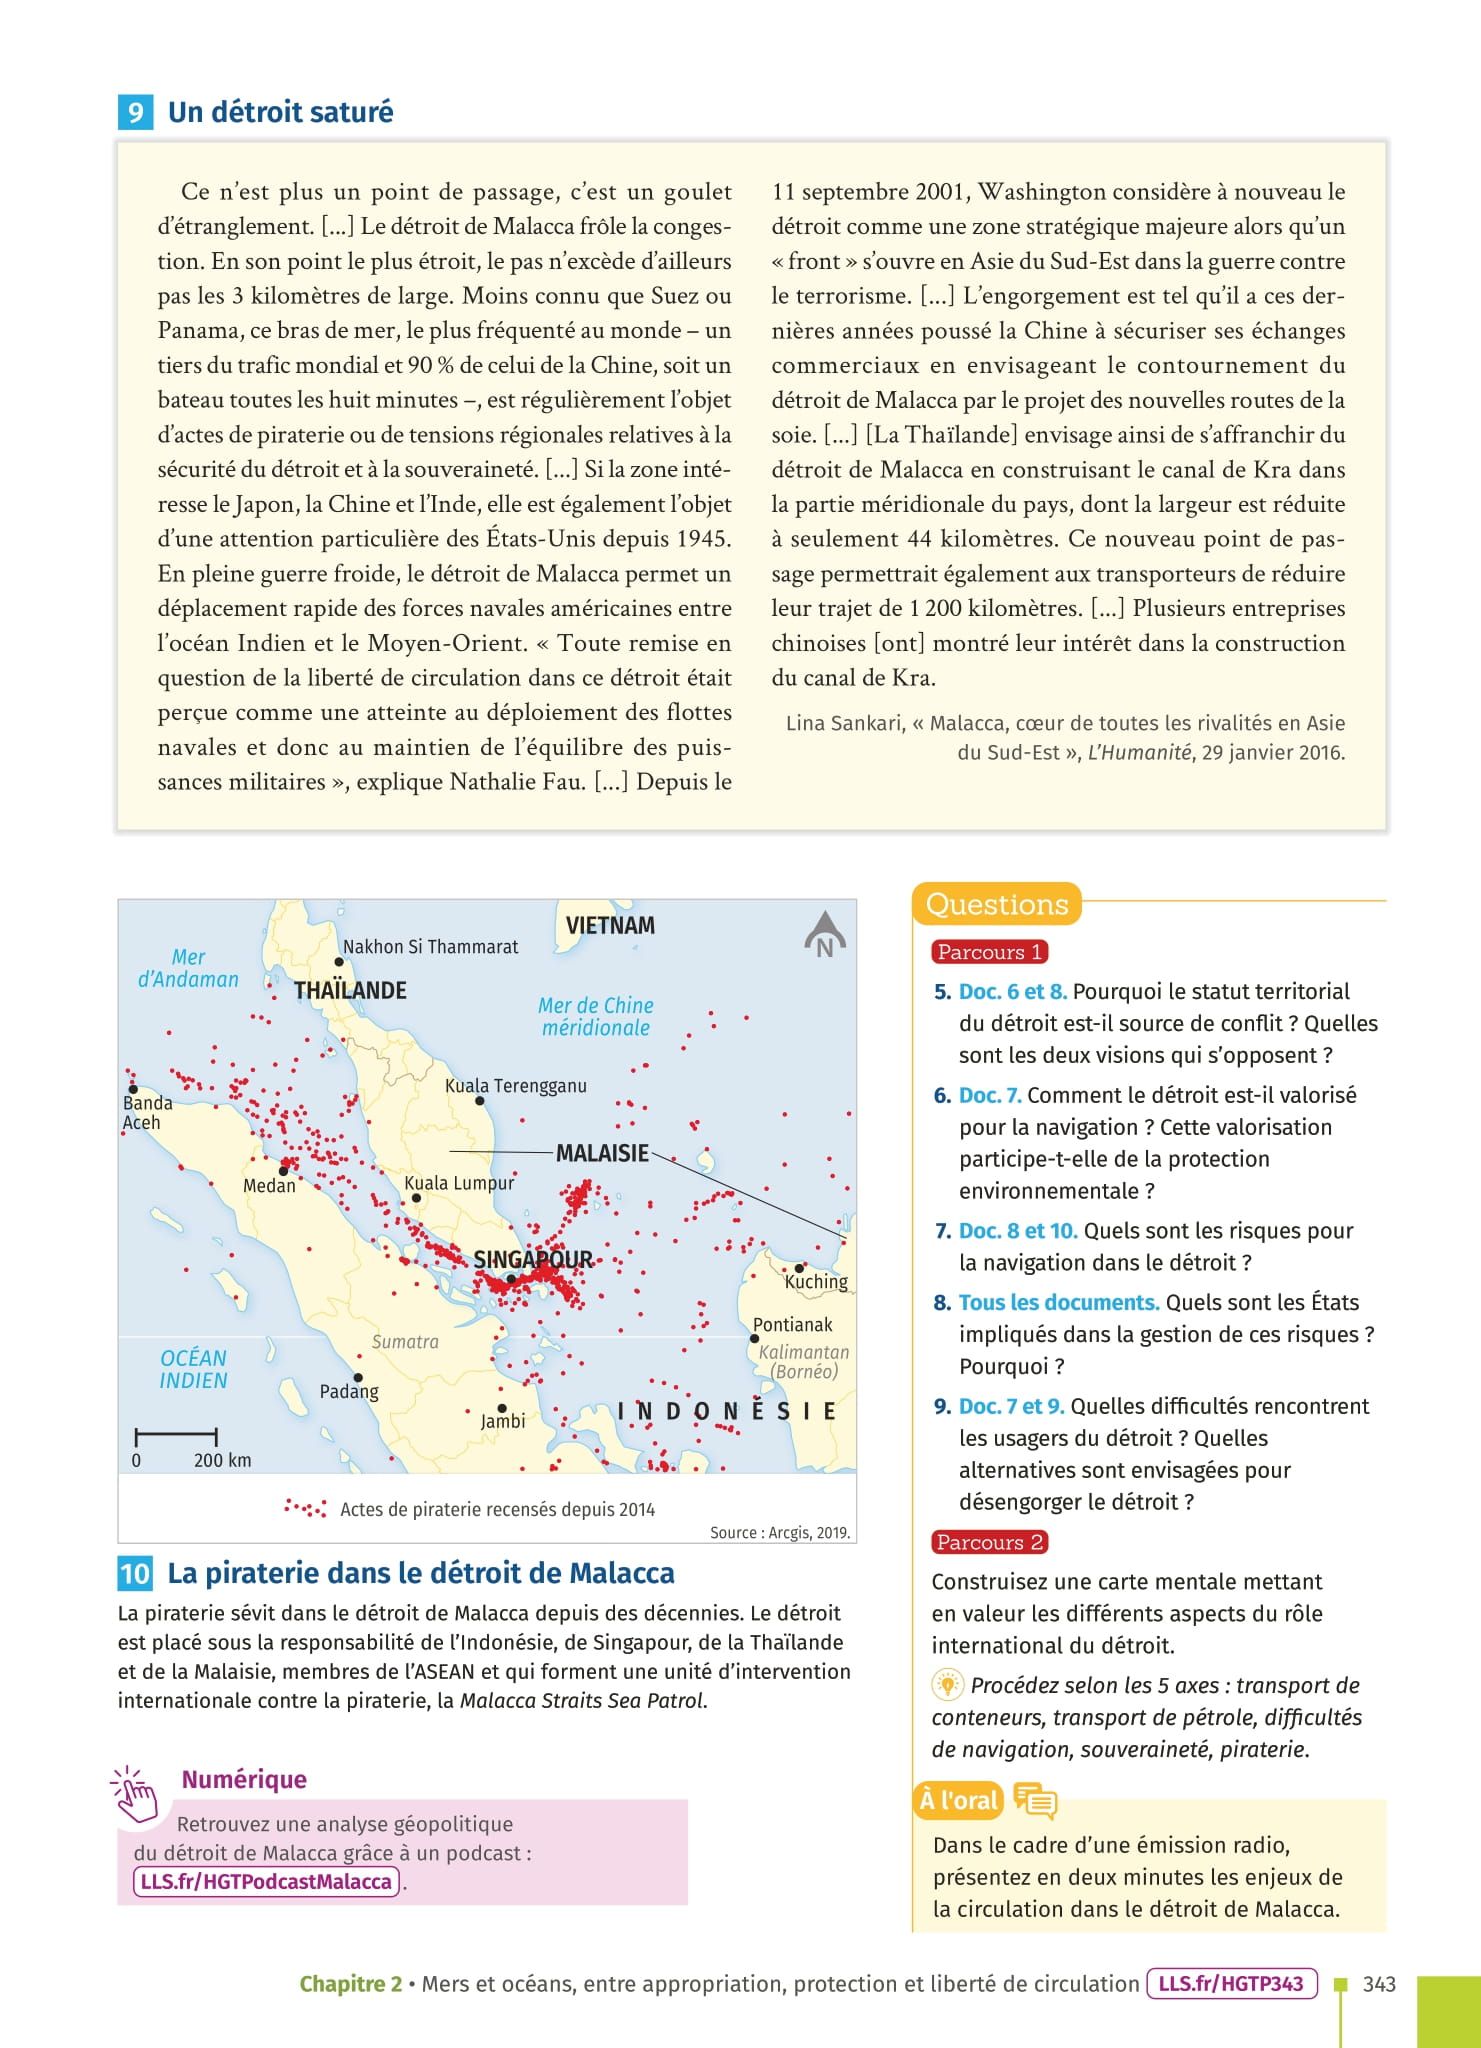 9 Un détroit saturé
Ce n’est plus un point de passage, c’est un goulet
d’étranglement. [...] Le détroit de Malacca frôle la conges-
tion. En son point le plus étroit, le pas n’excède d’ailleurs
pas les 3 kilomètres de large. Moins connu que Suez ou
Panama, ce bras de mer, le plus fréquenté au monde – un
tiers du trafic mondial et 90 % de celui de la Chine, soit un
bateau toutes les huit minutes –, est régulièrement l’objet
d’actes de piraterie ou de tensions régionales relatives à la
sécurité du détroit et à la souveraineté. [...] Si la zone inté-
resse le Japon, la Chine et l’Inde, elle est également l’objet
d’une attention particulière des États-Unis depuis 1945.
En pleine guerre froide, le détroit de Malacca permet un
déplacement rapide des forces navales américaines entre
l’océan Indien et le Moyen-Orient. « Toute remise en
question de la liberté de circulation dans ce détroit était
perçue comme une atteinte au déploiement des flottes
navales et donc au maintien de l’équilibre des puis-
sances militaires », explique Nathalie Fau. [...] Depuis le
11 septembre 2001, Washington considère à nouveau le
détroit comme une zone stratégique majeure alors qu’un
« front » s’ouvre en Asie du Sud-Est dans la guerre contre
le terrorisme. [...] L’engorgement est tel qu’il a ces der-
nières années poussé la Chine à sécuriser ses échanges
commerciaux en envisageant le contournement du
détroit de Malacca par le projet des nouvelles routes de la
soie. [...] [La Thaïlande] envisage ainsi de s’affranchir du
détroit de Malacca en construisant le canal de Kra dans
la partie méridionale du pays, dont la largeur est réduite
à seulement 44 kilomètres. Ce nouveau point de pas-
sage permettrait également aux transporteurs de réduire
leur trajet de 1 200 kilomètres. [...] Plusieurs entreprises
chinoises [ont] montré leur intérêt dans la construction
du canal de Kra.
Lina Sankari, « Malacca, cœur de toutes les rivalités en Asie
du Sud-Est », L’Humanité, 29 janvier 2016.
VIETNAM
N
Mer
d’Andaman
Nakhon Si Thammarat
THAÏLANDE
Mer de Chine
méridionale
Kuala Terengganu
Banda
Aceh
MALAISIE
Medan
Kuala Lumpur
SINGAPOUR
Kuching
Pontianak
Sumatra
Kalimantan
(Bornéo)
OCÉAN
INDIEN
Padang
Jambi
INDONÉSIE
0 200 km
Actes de piraterie recensés depuis 2014
Source : Arcgis, 2019.
10 La piraterie dans le détroit de Malacca
La piraterie sévit dans le détroit de Malacca depuis des décennies. Le détroit
est placé sous la responsabilité de l’Indonésie, de Singapour, de la Thaïlande
et de la Malaisie, membres de l’ASEAN et qui forment une unité d’intervention
internationale contre la piraterie, la Malacca Straits Sea Patrol.
Numérique
Retrouvez une analyse géopolitique
du détroit de Malacca grâce à un podcast :
LLS.fr/HGTPodcastMalacca.
Questions
Parcours 1
5. Doc. 6 et 8. Pourquoi le statut territorial
du détroit est-il source de conflit ? Quelles
sont les deux visions qui s’opposent ?
6. Doc. 7. Comment le détroit est-il valorisé
pour la navigation ? Cette valorisation
participe-t-elle de la protection
environnementale ?
7. Doc. 8 et 10. Quels sont les risques pour
la navigation dans le détroit ?
8. Tous les documents. Quels sont les États
impliqués dans la gestion de ces risques ?
Pourquoi ?
9. Doc. 7 et 9. Quelles difficultés rencontrent
les usagers du détroit ? Quelles
alternatives sont envisagées pour
désengorger le détroit ?
Parcours 2
Construisez une carte mentale mettant
en valeur les différents aspects du rôle
international du détroit.
Procédez selon les 5 axes : transport de
conteneurs, transport de pétrole, difficultés
de navigation, souveraineté, piraterie.
À l'oral
Dans le cadre d’une émission radio,
présentez en deux minutes les enjeux de
la circulation dans le détroit de Malacca.
Chapitre 2 • Mers et océans, entre appropriation, protection et liberté de circulation LLS.fr/HGTP343 343